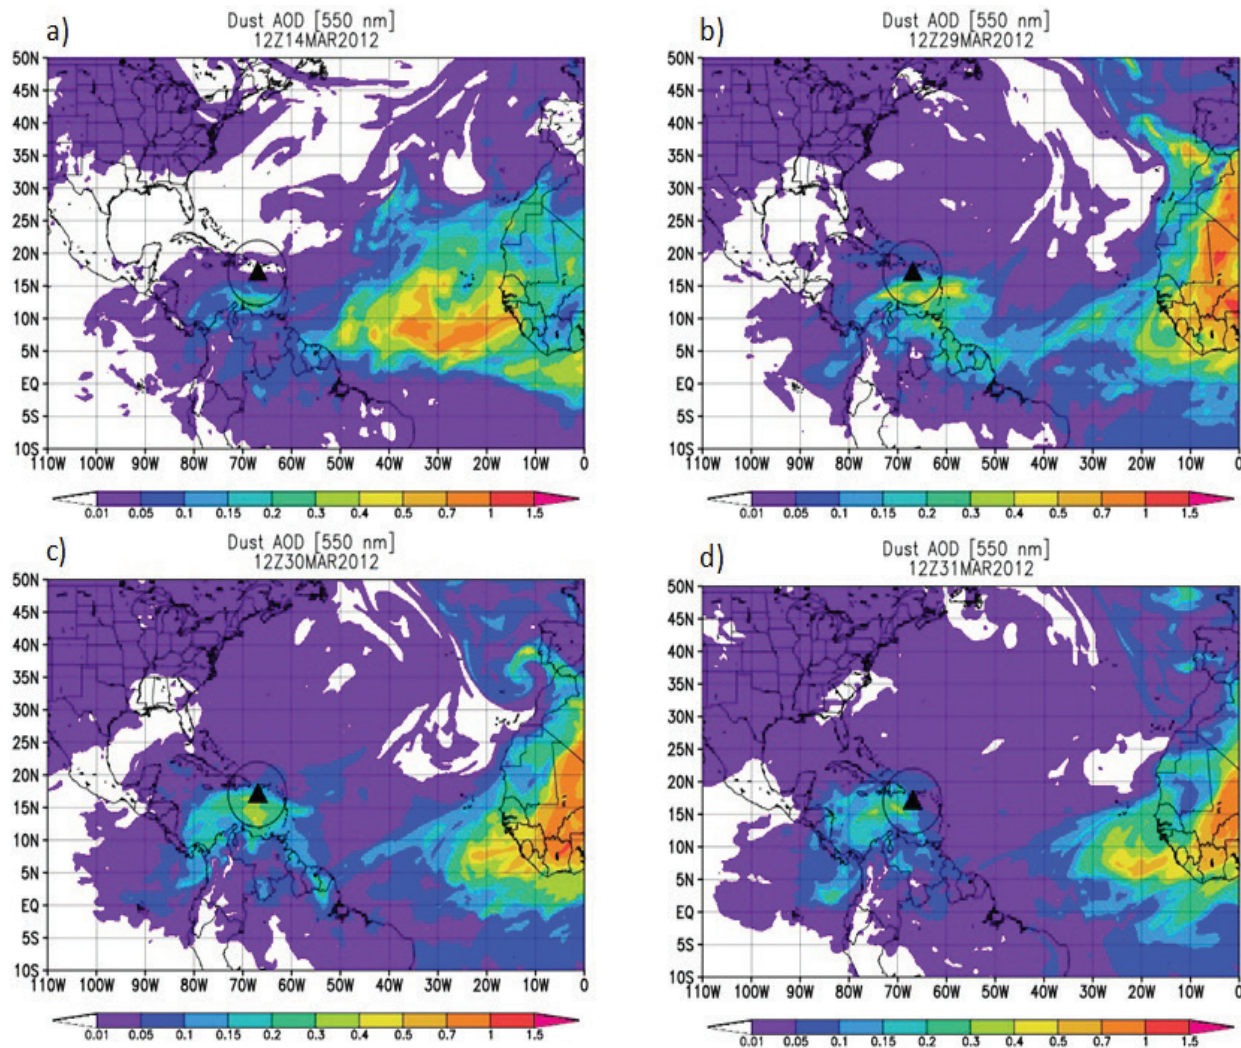 a)
Dust AOD [550 nm]
12Z14MAR2012
50N
45N
40N
35N
30N
25N
20N
15N
10N
5N
EQ
5S
10S
110W 100W 90W 80W 70W 60W 50W 40W 30W 20W 10W 0
0.01 0.05 0.1 0.15 0.2 0.3 0.4 0.5 0.7 1 1.5
b)
Dust AOD [550 nm]
12Z29MAR2012
50N
45N
40N
35N
30N
25N
20N
15N
10N
5N
EQ
5S
10S
110W 100W 90W 80W 70W 60W 50W 40W 30W 20W 10W 0
0.01 0.05 0.1 0.15 0.2 0.3 0.4 0.5 0.7 1 1.5
c)
Dust AOD [550 nm]
12Z30MAR2012
50N
45N
40N
35N
30N
25N
20N
15N
10N
5N
EQ
5S
10S
110W 100W 90W 80W 70W 60W 50W 40W 30W 20W 10W 0
0.01 0.05 0.1 0.15 0.2 0.3 0.4 0.5 0.7 1 1.5
d)
Dust AOD [550 nm]
12Z31MAR2012
50N
45N
40N
35N
30N
25N
20N
15N
10N
5N
EQ
5S
10S
110W 100W 90W 80W 70W 60W 50W 40W 30W 20W 10W 0
0.01 0.05 0.1 0.15 0.2 0.3 0.4 0.5 0.7 1 1.5